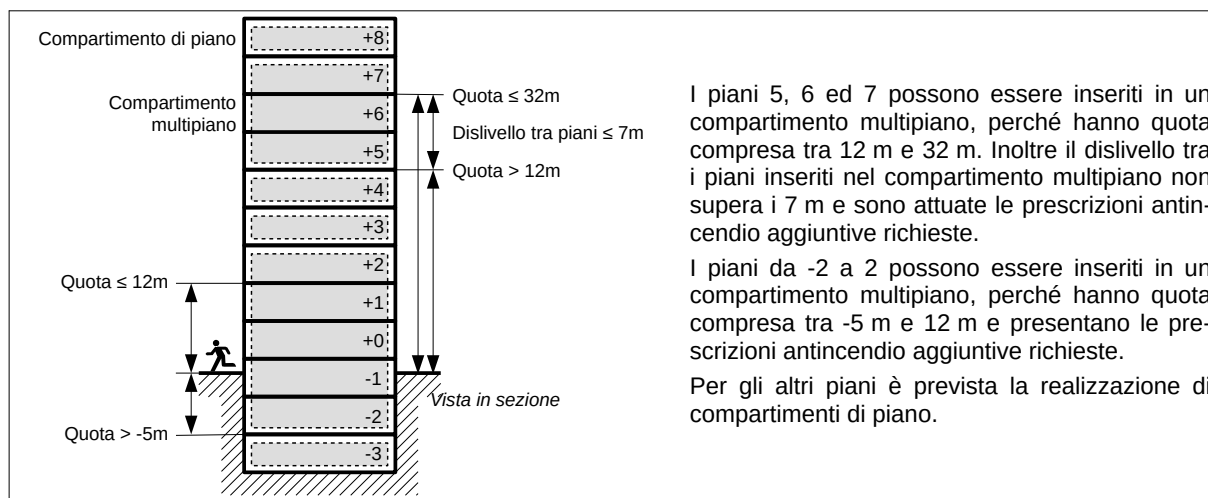 Compartimento di piano
+8
+7
Quota ≤ 32m
Compartimento
multipiano
+6
Dislivello tra piani ≤ 7m
+5
Quota > 12m
+4
+3
+2
Quota ≤ 12m
+1
+0
-1
Vista in sezione
-2
Quota > -5m
-3
I piani 5, 6 ed 7 possono essere inseriti in un
compartimento multipiano, perché hanno quota
compresa tra 12 m e 32 m. Inoltre il dislivello tra
i piani inseriti nel compartimento multipiano non
supera i 7 m e sono attuate le prescrizioni antin-
cendio aggiuntive richieste.
I piani da -2 a 2 possono essere inseriti in un
compartimento multipiano, perché hanno quota
compresa tra -5 m e 12 m e presentano le pre-
scrizioni antincendio aggiuntive richieste.
Per gli altri piani è prevista la realizzazione di
compartimenti di piano.